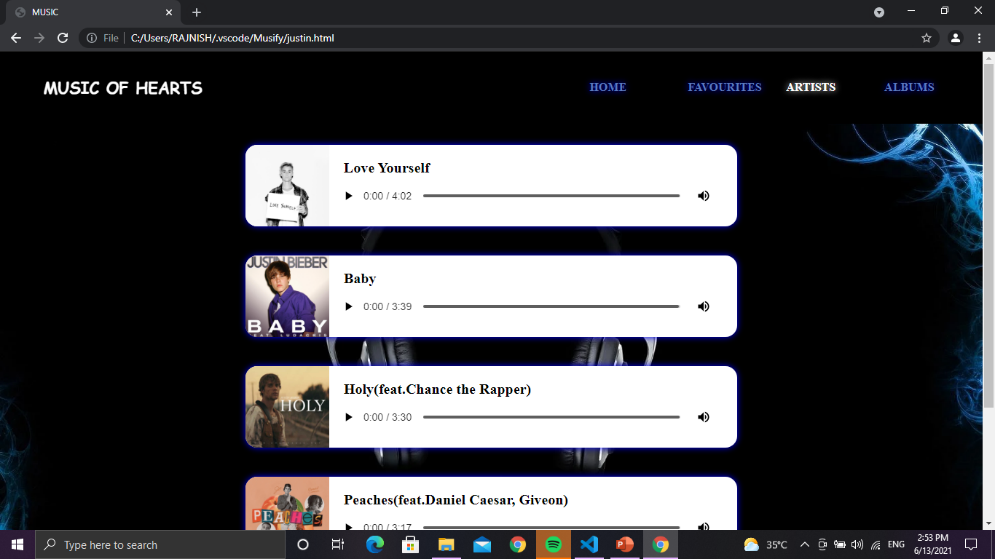 MUSIC
File
C:/Users/RAJNISH/.vscode/Musify/justin.html
MUSIC OF HEARTS
HOME
FAVOURITES
ARTISTS
ALBUMS
Love Yourself
0:00 / 4:02
JUSTIN BIEBER
BABY
Baby
0:00 / 3:39
HOLY
Holy(feat.Chance the Rapper)
0:00 / 3:30
PEACHES
Peaches(feat.Daniel Caesar, Giveon)
0:00 / 3:17
Type here to search
35°C
ENG
2:53 PM
6/13/2021